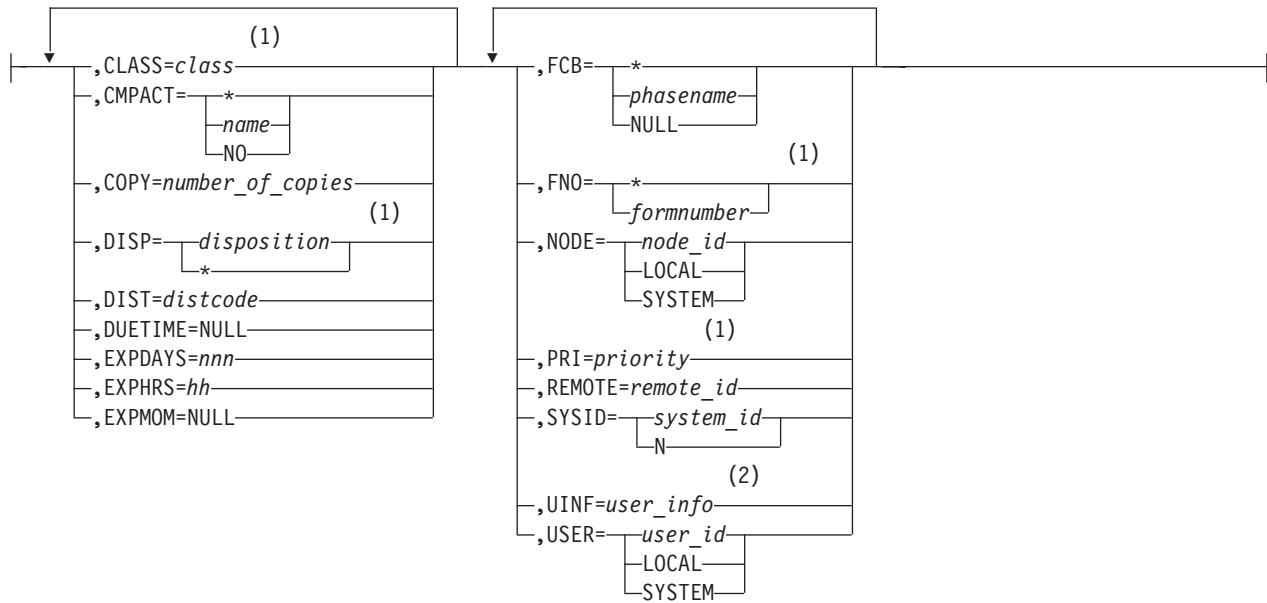 (1)
,CLASS=class
,CMPACT= *
name
NO
,COPY=number_of_copies
(1)
,DISP= disposition
*
,DIST=distcode
,DUETIME=NULL
,EXPDAYS=nnn
,EXPHRS=hh
,EXPMOM=NULL
,FCB= *
phasename
NULL
(1)
,FNO= *
formnumber
,NODE= node_id
LOCAL
SYSTEM
(1)
,PRI=priority
,REMOTE=remote_id
,SYSID= system_id
N
(2)
,UINF=user_info
,USER= user_id
LOCAL
SYSTEM